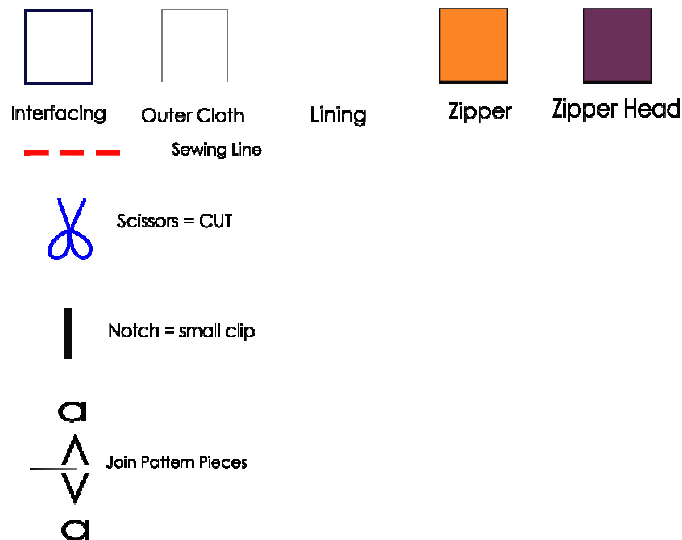 Interfacing
Outer Cloth
Lining
Zipper
Zipper Head
Sewing Line
Scissors = CUT
Notch = small clip
a
Join Pattern Pieces
a